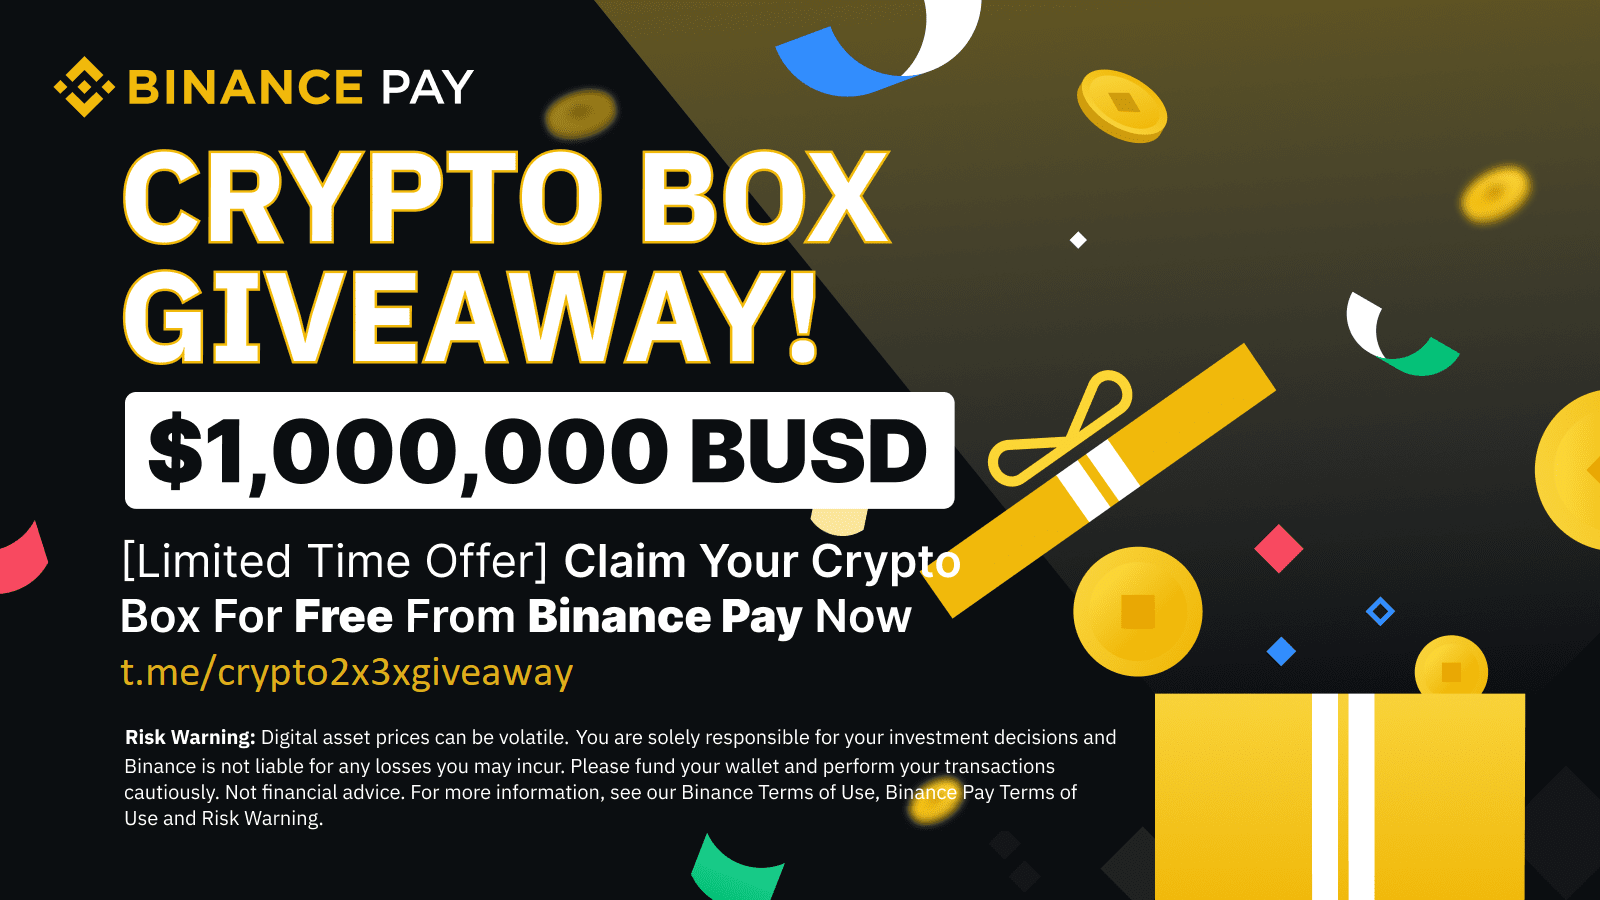 BINANCE PAY
CRYPTO BOX
GIVEAWAY!
$1,000,000 BUSD
[Limited Time Offer] Claim Your Crypto
Box For Free From Binance Pay Now
t.me/crypto2x3xgiveaway
Risk Warning: Digital asset prices can be volatile. You are solely responsible for your investment decisions and
Binance is not liable for any losses you may incur. Please fund your wallet and perform your transactions
cautiously. Not financial advice. For more information, see our Binance Terms of Use, Binance Pay Terms of
Use and Risk Warning.